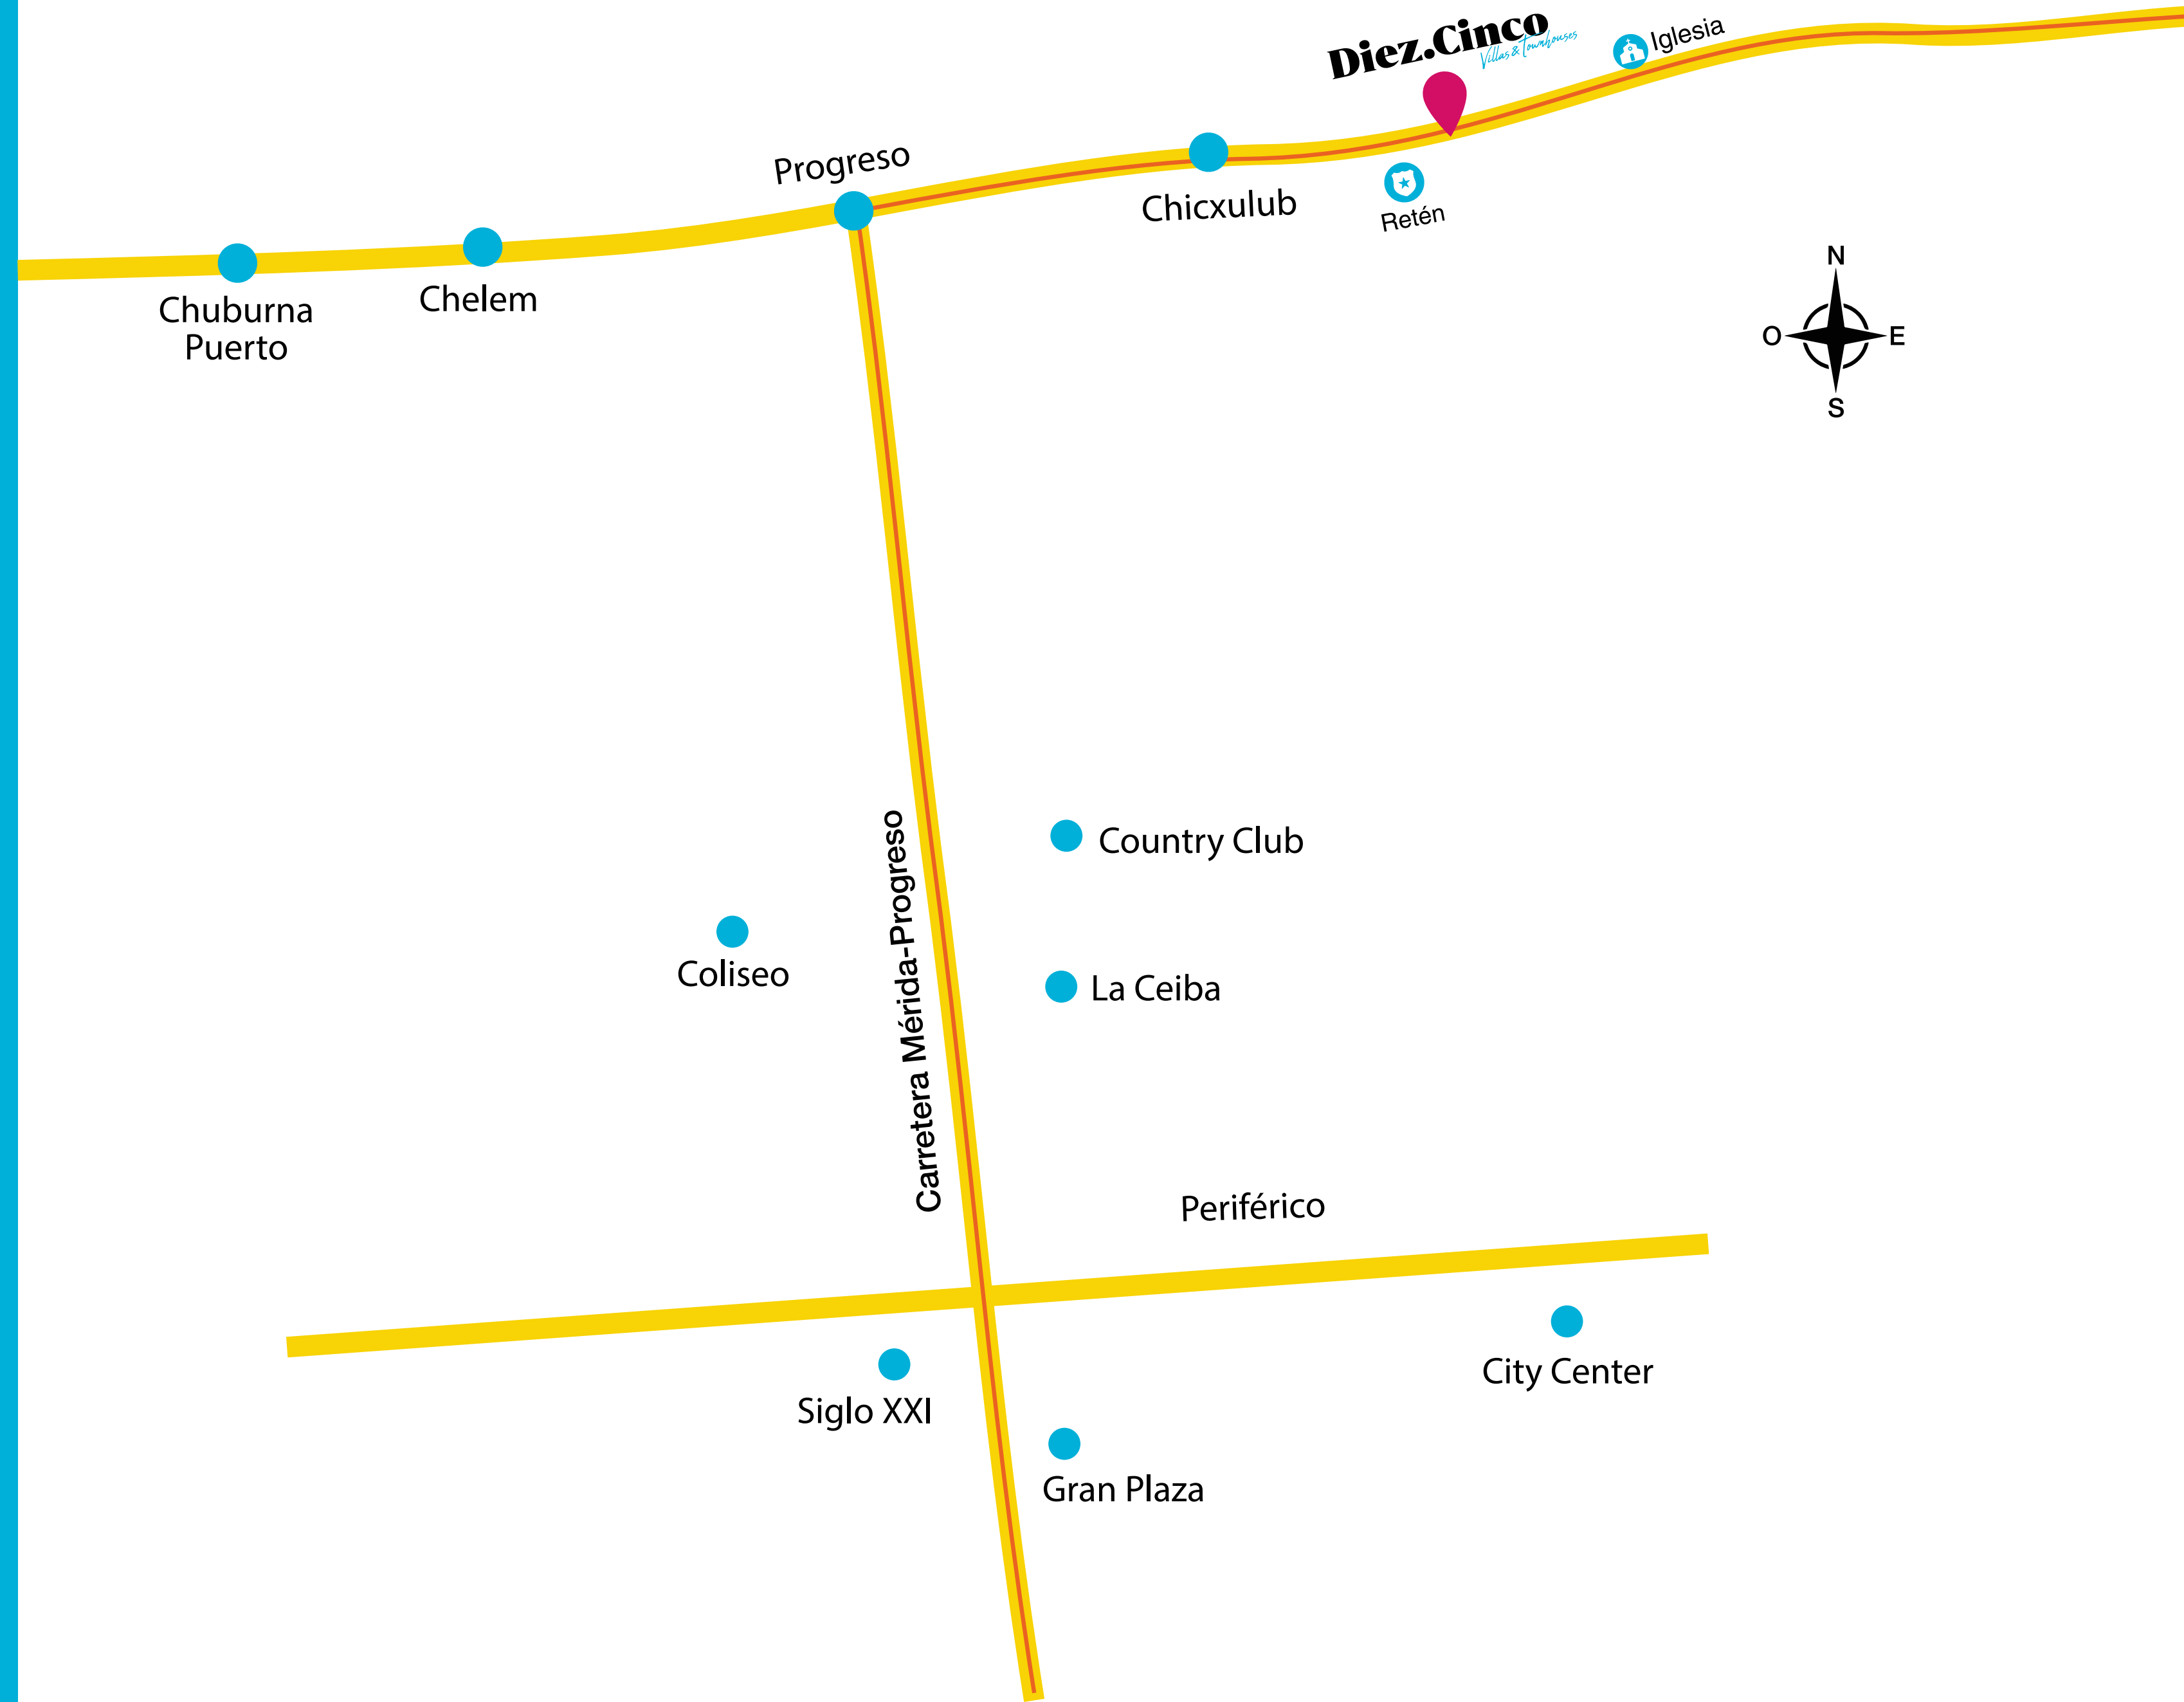 Diez.Cinco
Villas & Townhouses
Iglesia
Progreso
Chicxulub
Retén
Chuburna
Puerto
Chelem
N
O
E
S
Carretera Mérida-Progreso
Country Club
Coliseo
La Ceiba
Periférico
City Center
Siglo XXI
Gran Plaza